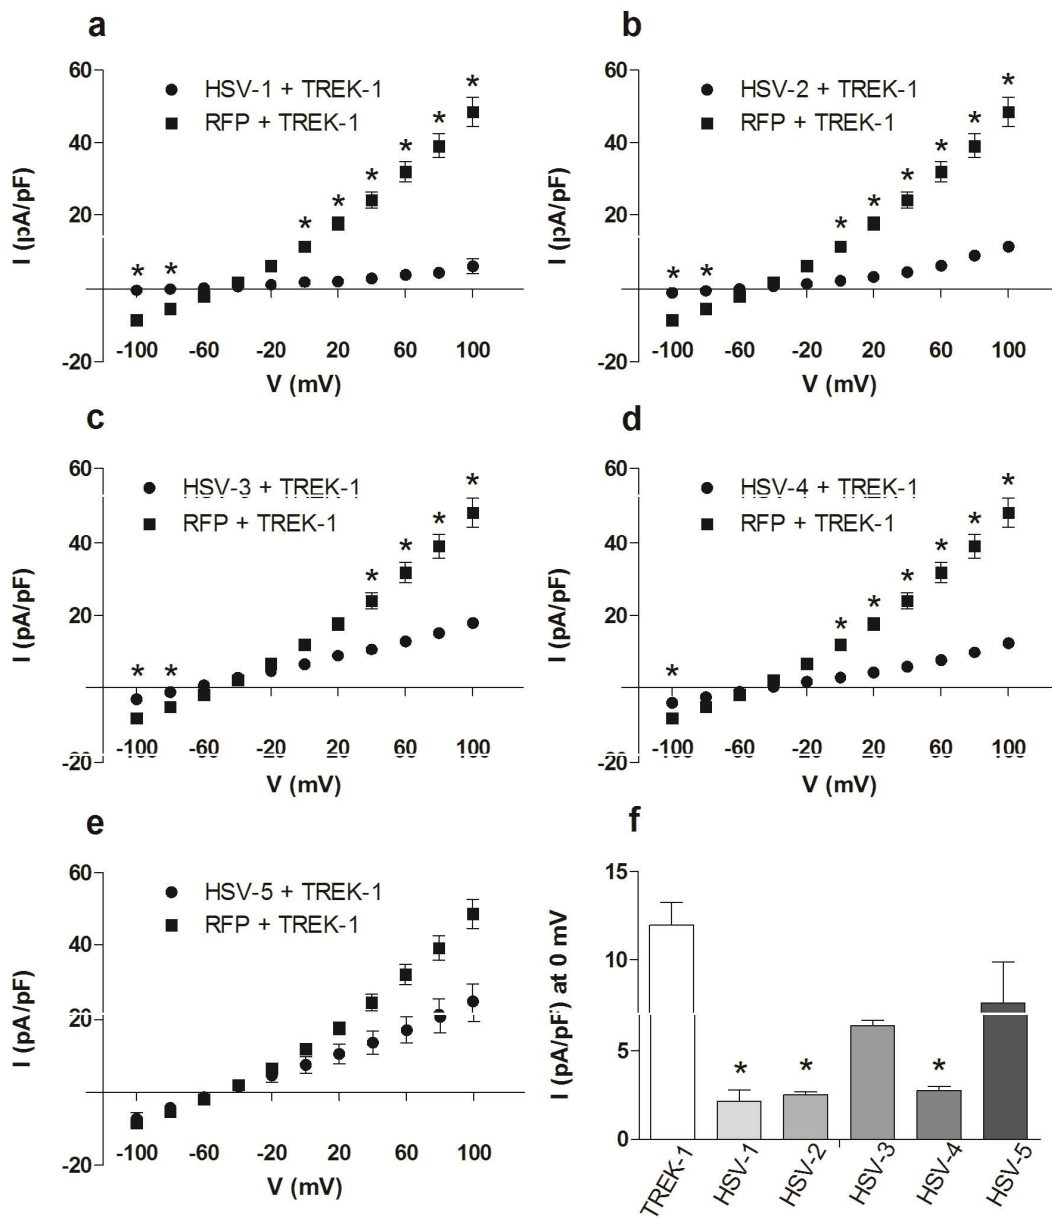 a
60
40
20
-20
I (pA/pF)
HSV-1 + TREK-1
RFP + TREK-1
* * * * * * * *
-100 -60 -20 20 60 100
V (mV)
b
60
40
20
-20
I (pA/pF)
HSV-2 + TREK-1
RFP + TREK-1
* * * * * * * *
-100 -60 -20 20 60 100
V (mV)
c
60
40
20
-20
I (pA/pF)
HSV-3 + TREK-1
RFP + TREK-1
* * * * * *
-100 -60 -20 20 60 100
V (mV)
d
60
40
20
-20
I (pA/pF)
HSV-4 + TREK-1
RFP + TREK-1
* * * * * * *
-100 -60 -20 20 60 100
V (mV)
e
60
40
20
-20
I (pA/pF)
HSV-5 + TREK-1
RFP + TREK-1
-100 -60 -20 20 60 100
V (mV)
f
15
10
5
0
I (pA/pF) at 0 mV
* * *
TREK-1
HSV-1
HSV-2
HSV-3
HSV-4
HSV-5